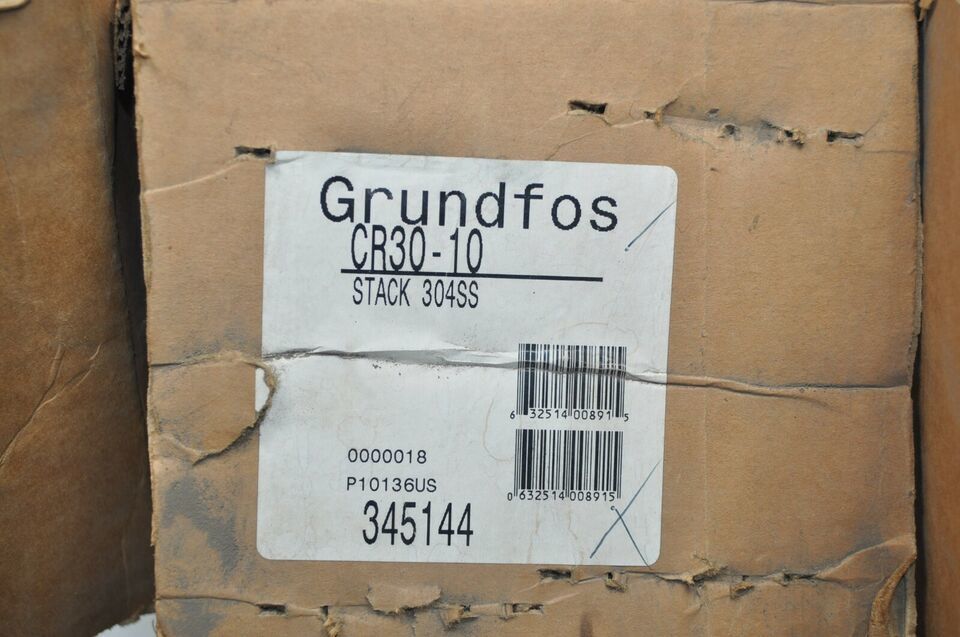 Grundfos
CR30-10
STACK 304SS
6 32514 00891 5
0000018
P10136US
0 632514 008915
345144